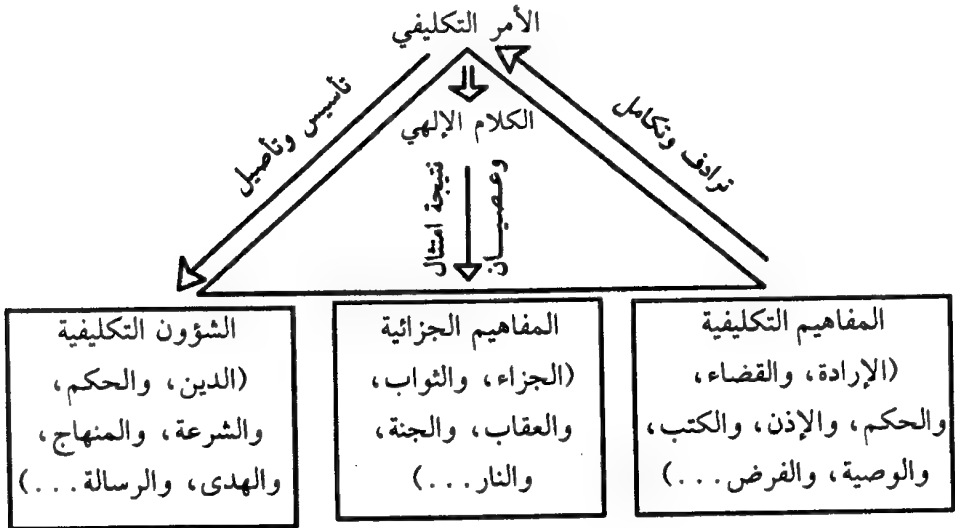 الأمر التكليفي
ترادف وتكامل
تأسيس وتأصيل
الكلام الإلهي
نتيجة امتثال
وعصيان
المفاهيم التكليفية
(الإرادة، والقضاء،
والحكم، والإذن، والكتب،
والوصية، والفرض...)
المفاهيم الجزائية
(الجزاء، والثواب،
والعقاب، والجنة،
والنار...)
الشؤون التكليفية
(الدين، والحكم،
والشرعة، والمنهاج،
والهدى، والرسالة...)